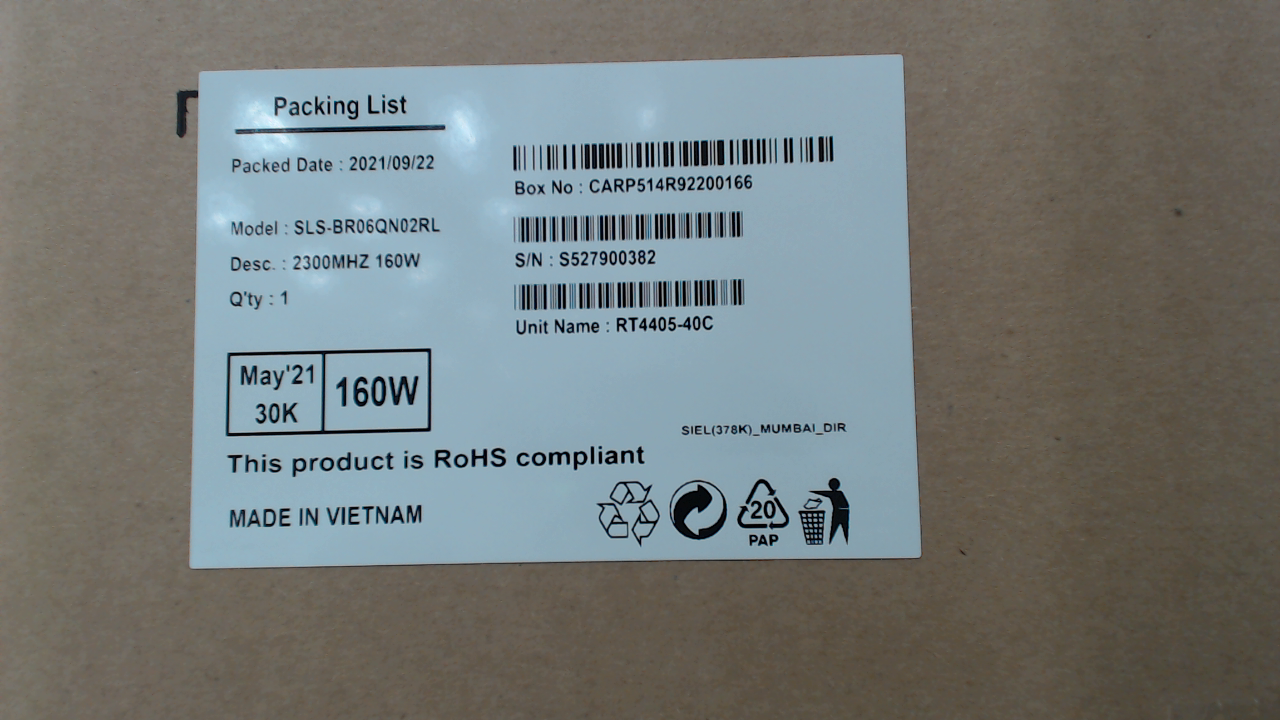 Packing List
Packed Date : 2021/09/22
Box No : CARP514R92200166
Model : SLS-BR06QN02RL
S/N : S527900382
Desc. : 2300MHZ 160W
Q'ty : 1
Unit Name : RT4405-40C
May'21
30K
160W
SIEL(378K)_MUMBAI_DIR
This product is RoHS compliant
MADE IN VIETNAM
20
PAP